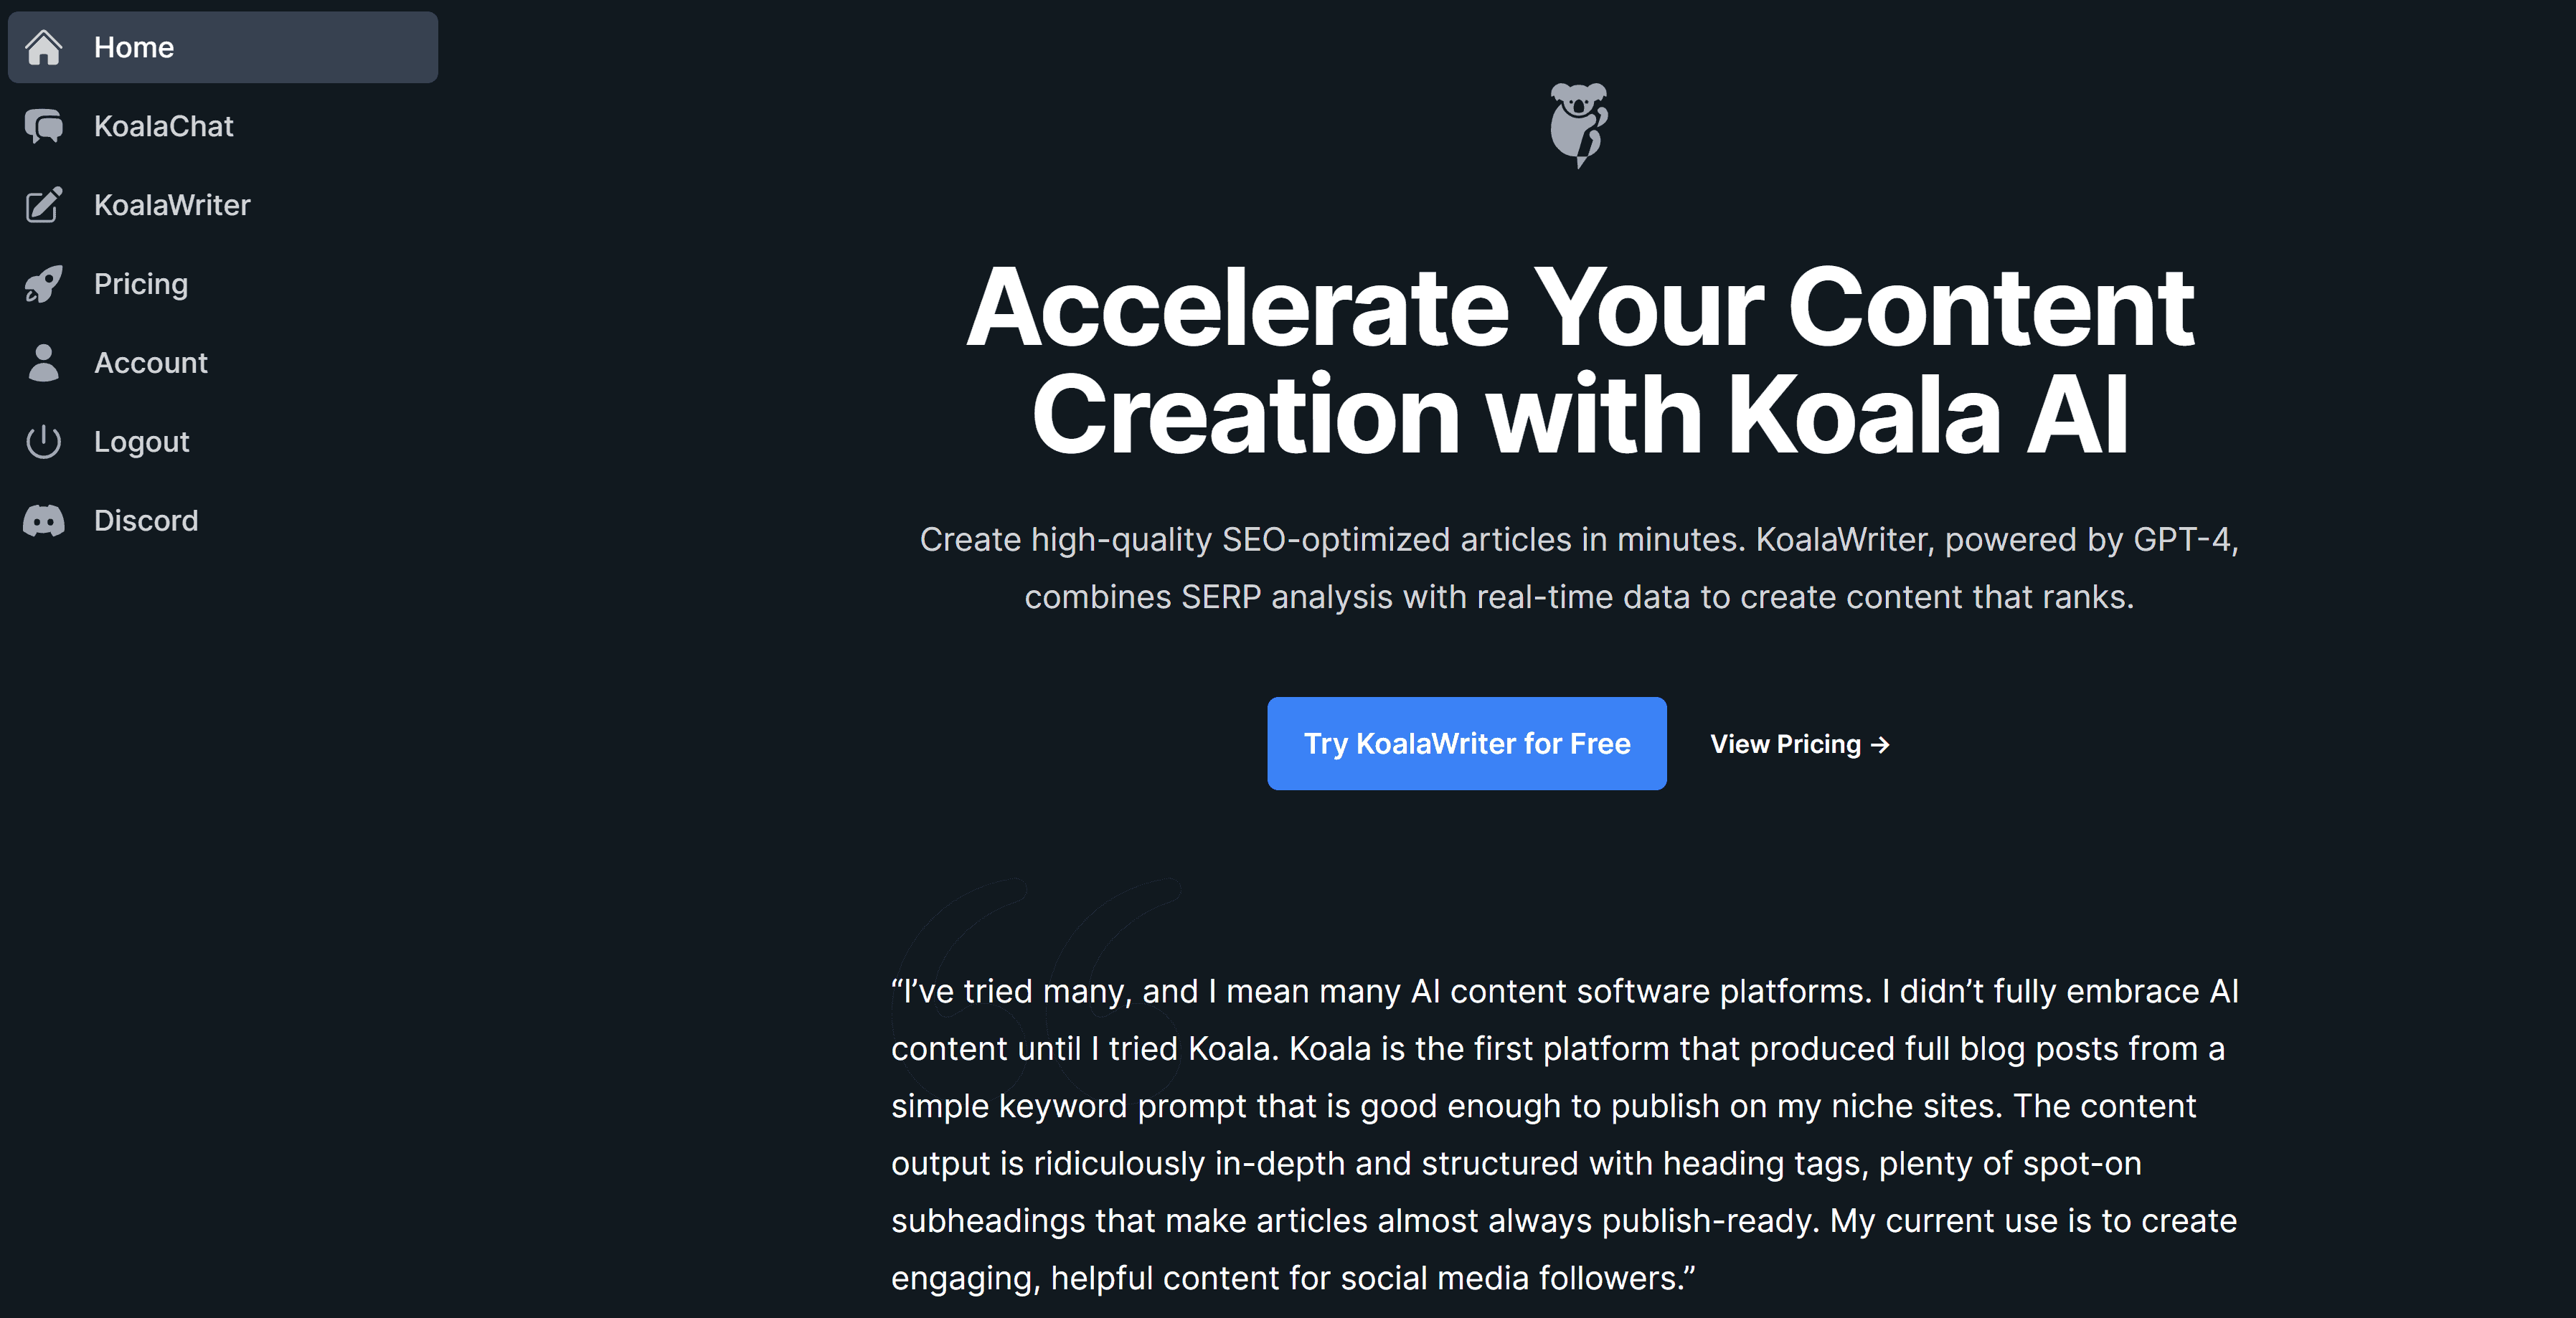 Home
KoalaChat
KoalaWriter
Pricing
Account
Logout
Discord
Accelerate Your Content
Creation with Koala AI
Create high-quality SEO-optimized articles in minutes. KoalaWriter, powered by GPT-4,
combines SERP analysis with real-time data to create content that ranks.
Try KoalaWriter for Free
View Pricing →
“I’ve tried many, and I mean many AI content software platforms. I didn’t fully embrace AI
content until I tried Koala. Koala is the first platform that produced full blog posts from a
simple keyword prompt that is good enough to publish on my niche sites. The content
output is ridiculously in-depth and structured with heading tags, plenty of spot-on
subheadings that make articles almost always publish-ready. My current use is to create
engaging, helpful content for social media followers.”